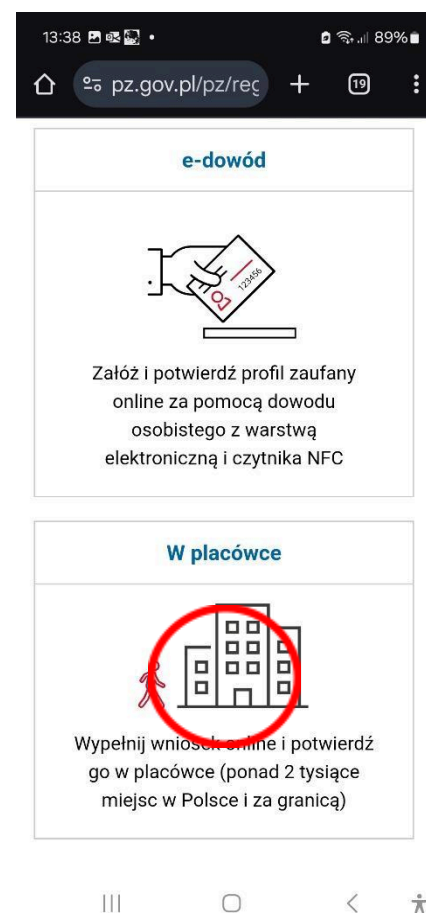 13:38
89%
pz.gov.pl/pz/reg
19
e-dowód
123456
Załóż i potwierdź profil zaufany
online za pomocą dowodu
osobistego z warstwą
elektroniczną i czytnika NFC
W placówce
Wypełnij wniosek online i potwierdź
go w placówce (ponad 2 tysiące
miejsc w Polsce i za granicą)